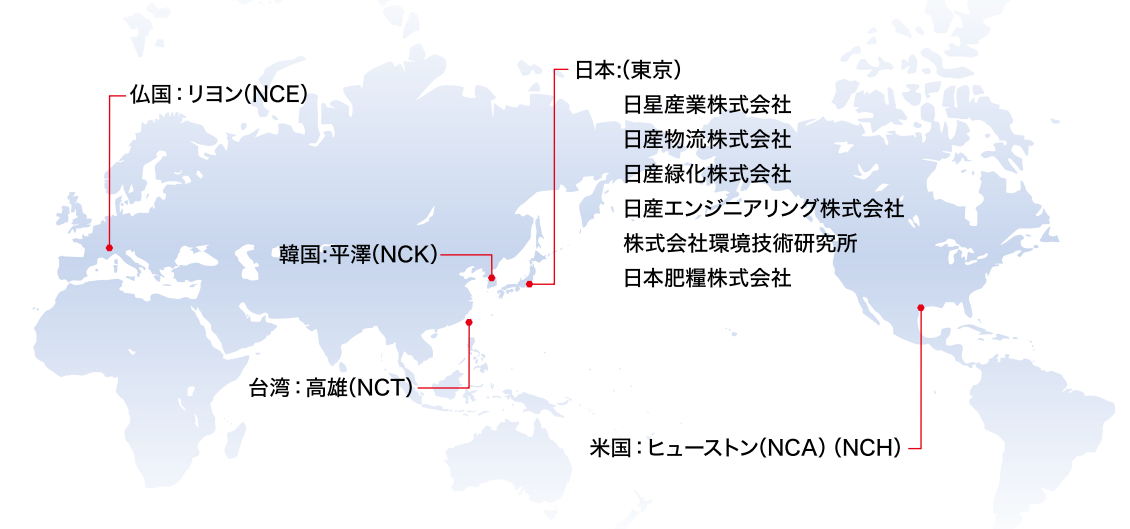 仏国：リヨン(NCE)
日本:(東京)
日星産業株式会社
日産物流株式会社
日産緑化株式会社
日産エンジニアリング株式会社
株式会社環境技術研究所
日本肥糧株式会社
韓国:平澤(NCK)
台湾：高雄(NCT)
米国：ヒューストン(NCA) (NCH)